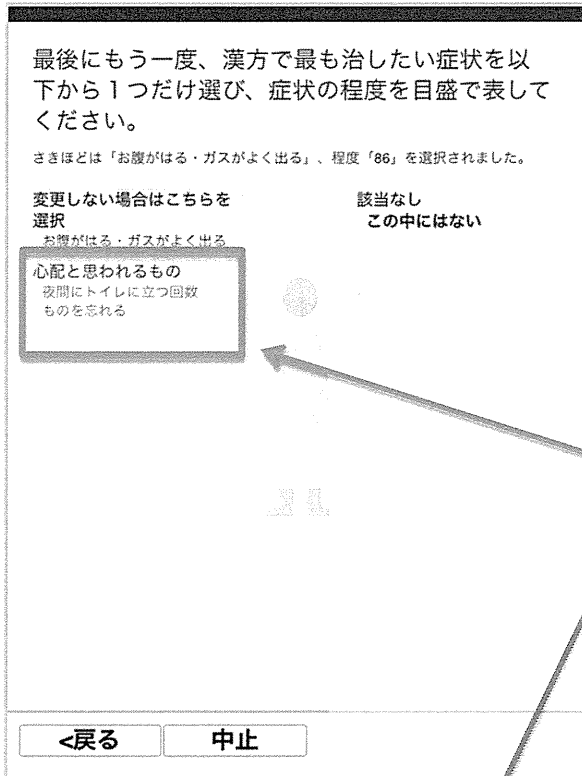 最後にもう一度、漢方で最も治したい症状を以
下から１つだけ選び、症状の程度を目盛で表して
ください。
さきほどは「お腹がはる・ガスがよく出る」、程度「86」を選択されました。
変更しない場合はこちらを
選択
お腹がはる・ガスがよく出る
心配と思われるもの
夜間にトイレに立つ回数
ものを忘れる
該当なし
この中にはない
<戻る
中止